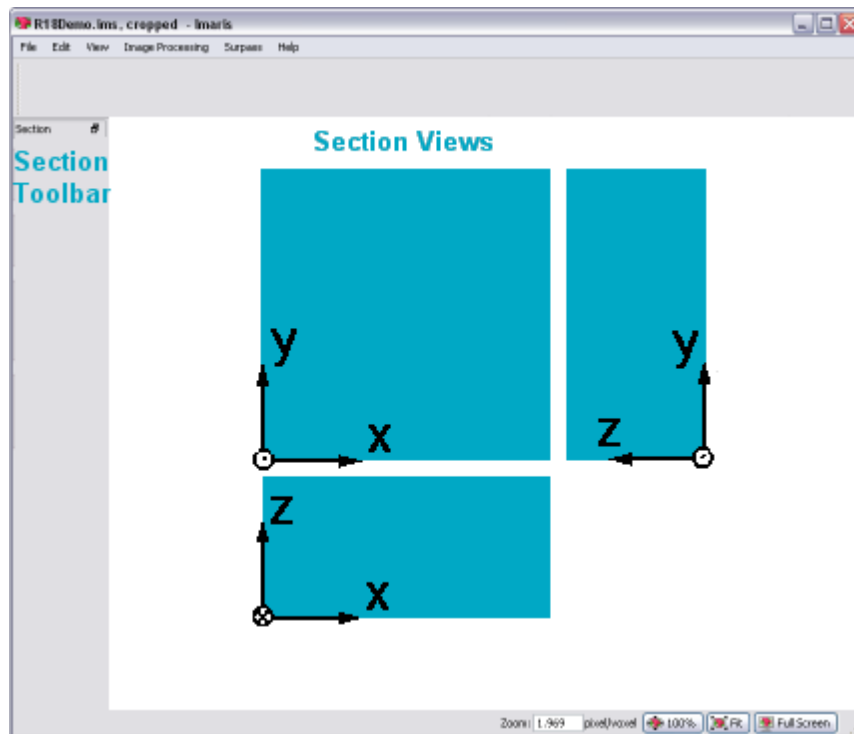 R18Demo.ims, cropped - Imaris
File Edit View Image Processing Surpass Help
Section
Section
Toolbar
Section Views
y
x
y
z
z
x
Zoom: 1.969 pixel/voxel 100% Fit Full Screen